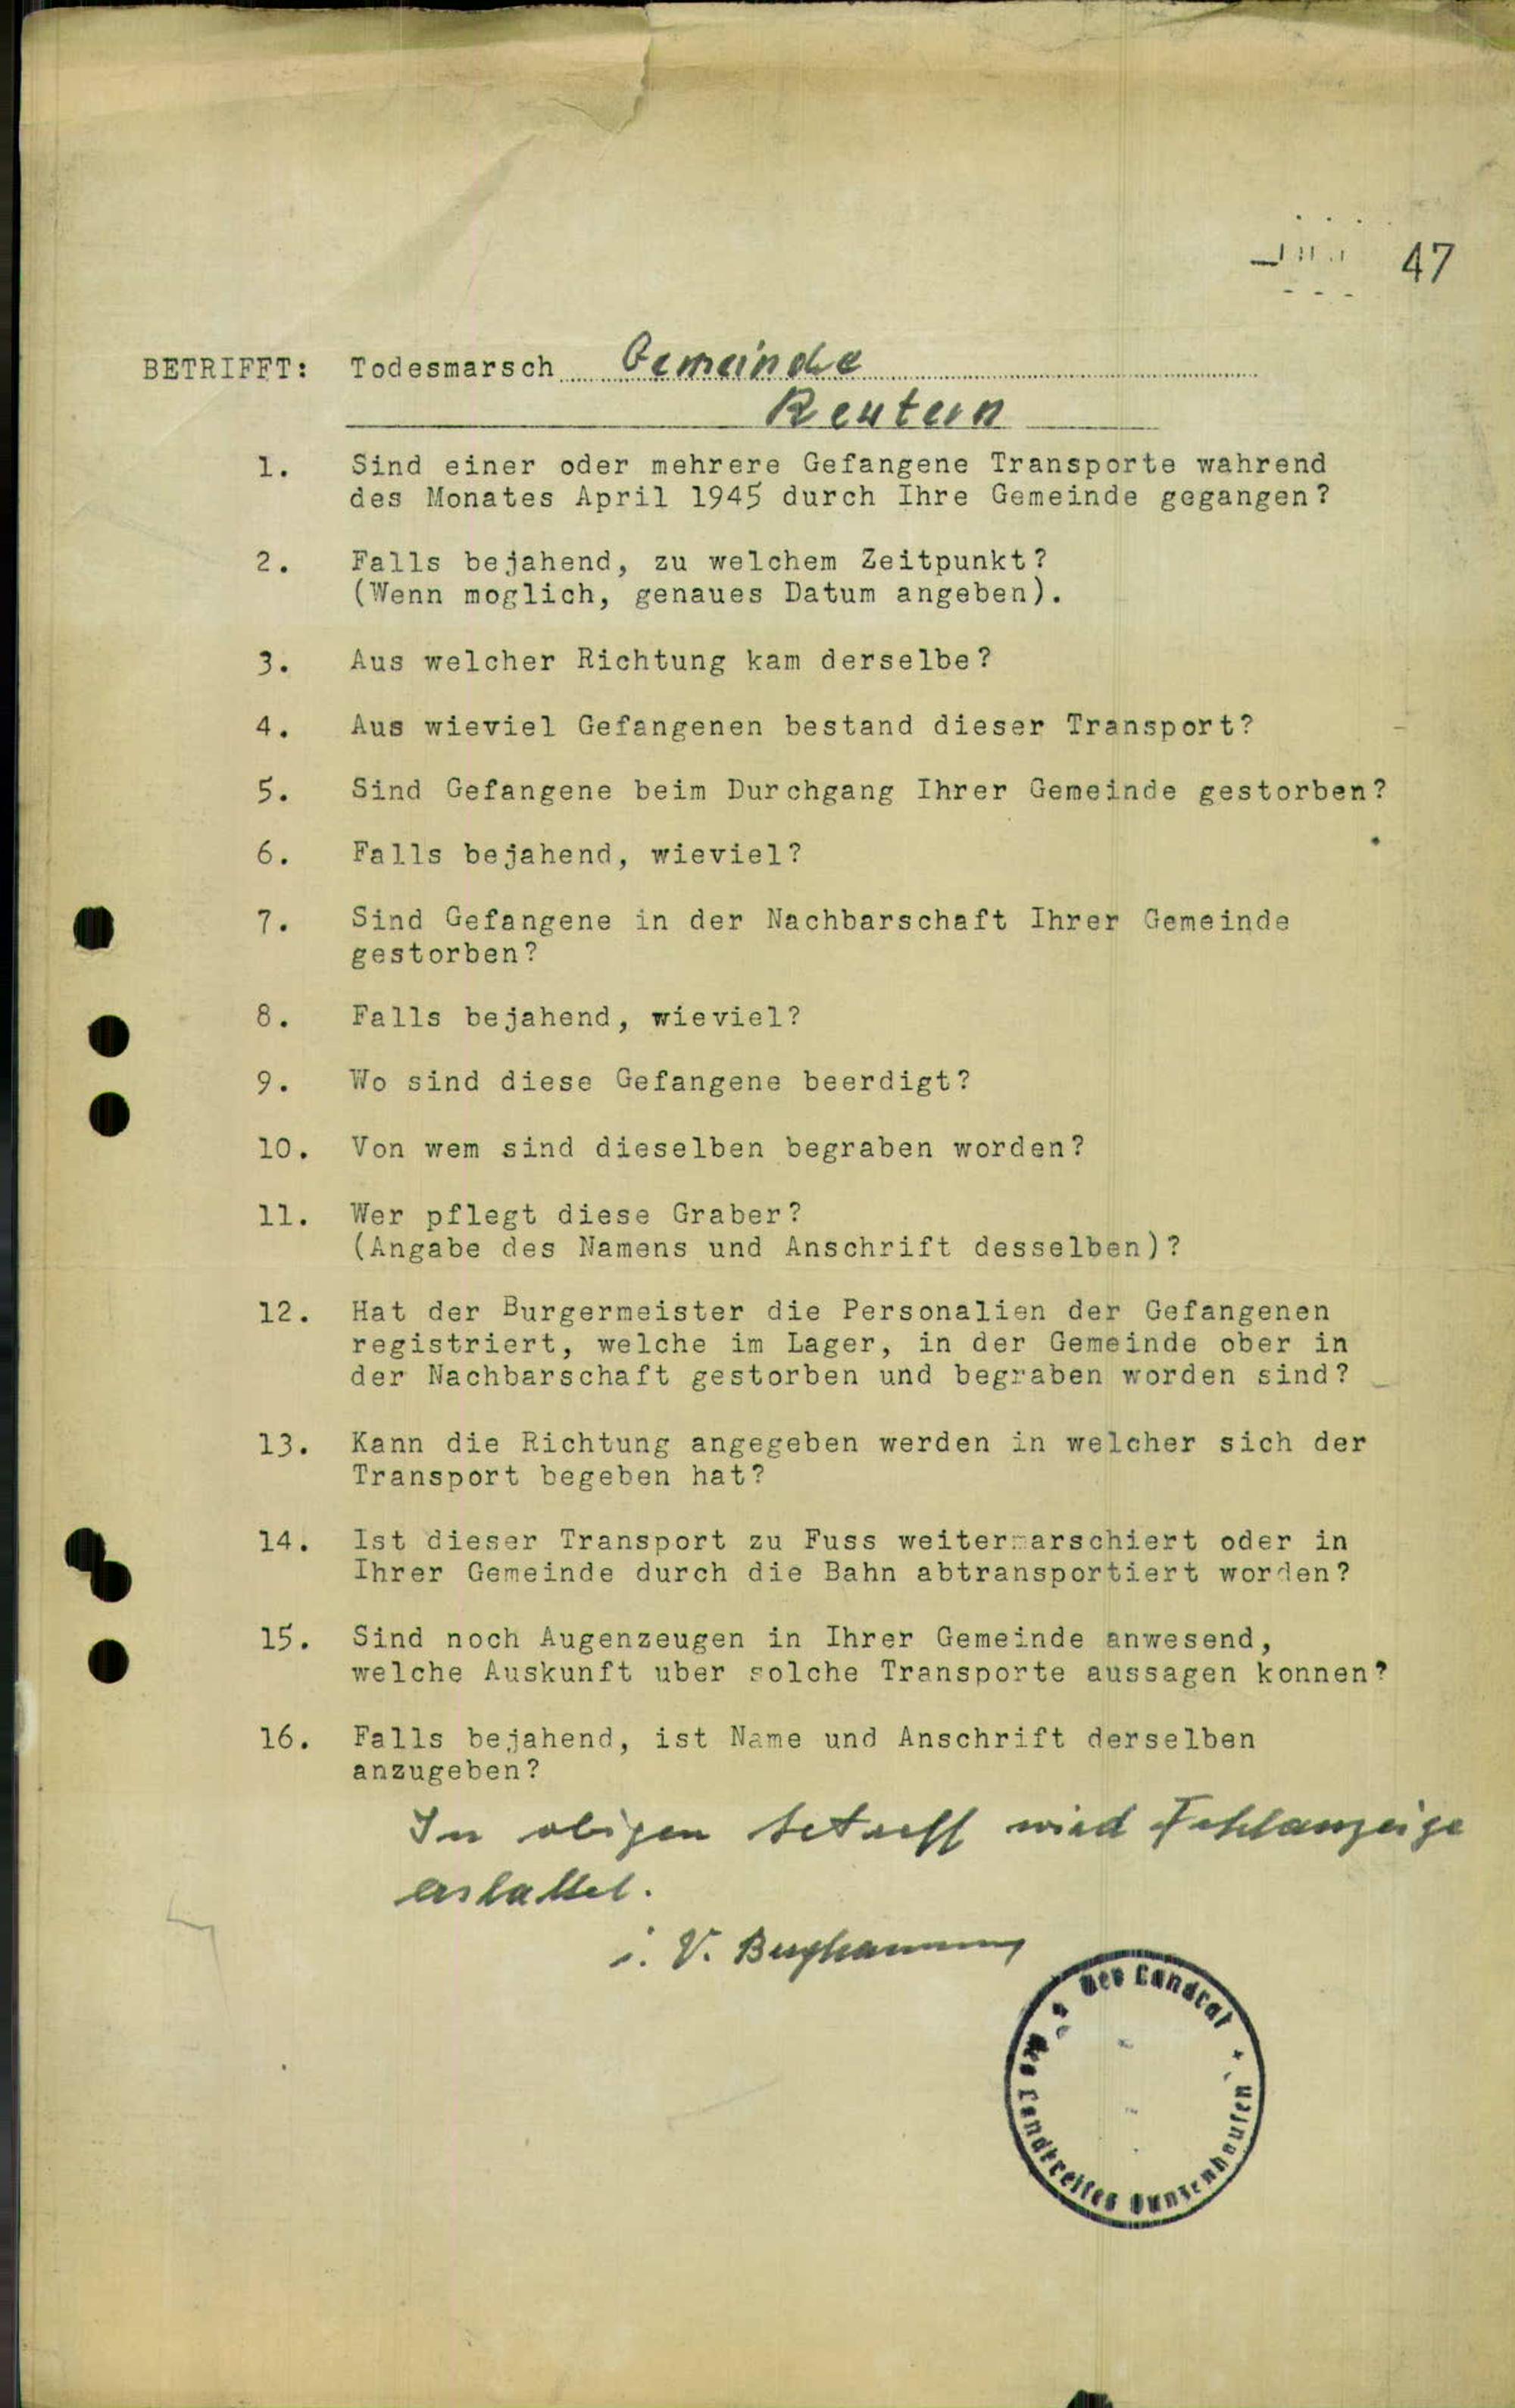 47
BETRIFFT: Todesmarsch Gemeinde
Reutern
1. Sind einer oder mehrere Gefangene Transporte wahrend
des Monates April 1945 durch Ihre Gemeinde gegangen?
2. Falls bejahend, zu welchem Zeitpunkt?
(Wenn moglich, genaues Datum angeben).
3. Aus welcher Richtung kam derselbe?
4. Aus wieviel Gefangenen bestand dieser Transport?
5. Sind Gefangene beim Durchgang Ihrer Gemeinde gestorben?
6. Falls bejahend, wieviel?
7. Sind Gefangene in der Nachbarschaft Ihrer Gemeinde
gestorben?
8. Falls bejahend, wieviel?
9. Wo sind diese Gefangene beerdigt?
10. Von wem sind dieselben begraben worden?
11. Wer pflegt diese Graber?
(Angabe des Namens und Anschrift desselben)?
12. Hat der Burgermeister die Personalien der Gefangenen
registriert, welche im Lager, in der Gemeinde ober in
der Nachbarschaft gestorben und begraben worden sind?
13. Kann die Richtung angegeben werden in welcher sich der
Transport begeben hat?
14. Ist dieser Transport zu Fuss weitermarschiert oder in
Ihrer Gemeinde durch die Bahn abtransportiert worden?
15. Sind noch Augenzeugen in Ihrer Gemeinde anwesend,
welche Auskunft uber solche Transporte aussagen konnen?
16. Falls bejahend, ist Name und Anschrift derselben
anzugeben?
In obigen betreff wird Fehlanzeige
erstattet.
i. V.
Der Landrat
des Landkreises